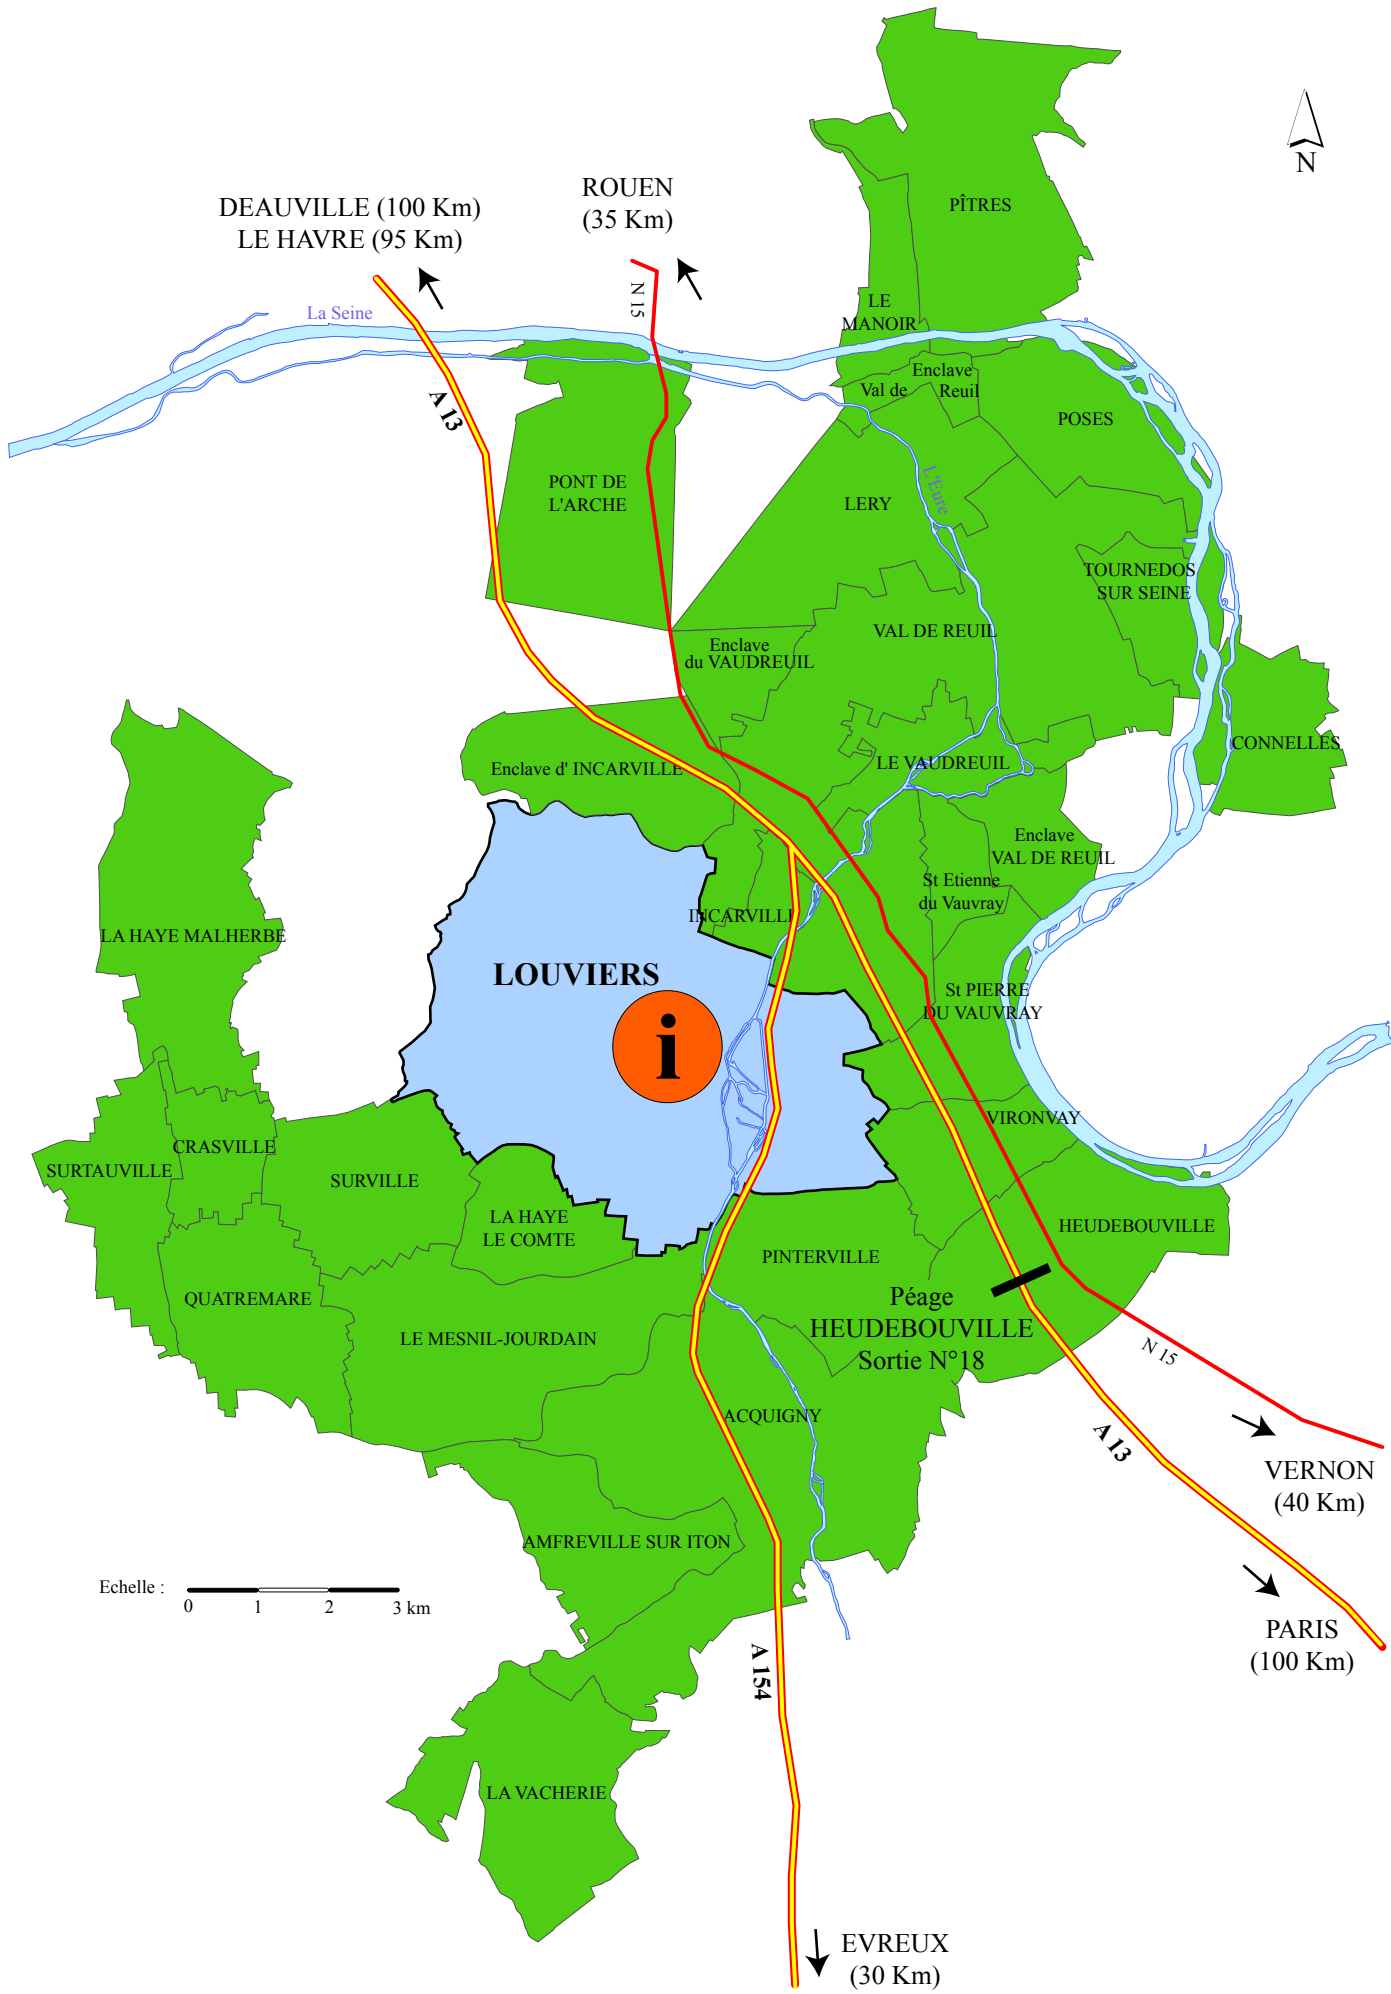 N
PÎTRES
ROUEN
(35 Km)
DEAUVILLE (100 Km)
LE HAVRE (95 Km)
N 15
La Seine
LE
MANOIR
Enclave
Val de
Reuil
A 13
POSES
PONT DE
L'ARCHE
L'Eure
LERY
TOURNEDOS
SUR SEINE
VAL DE REUIL
Enclave
du VAUDREUIL
CONNELLES
LE VAUDREUIL
Enclave d' INCARVILLE
Enclave
VAL DE REUIL
St Etienne
du Vauvray
INCARVILLE
LA HAYE MALHERBE
LOUVIERS
i
St PIERRE
DU VAUVRAY
VIRONVAY
CRASVILLE
SURTAUVILLE
SURVILLE
LA HAYE
LE COMTE
HEUDEBOUVILLE
PINTERVILLE
QUATREMARE
LE MESNIL-JOURDAIN
Péage
HEUDEBOUVILLE
Sortie N°18
N 15
ACQUIGNY
A 13
VERNON
(40 Km)
AMFREVILLE SUR ITON
Echelle :
0 1 2 3 km
PARIS
(100 Km)
A 154
LA VACHERIE
EVREUX
(30 Km)